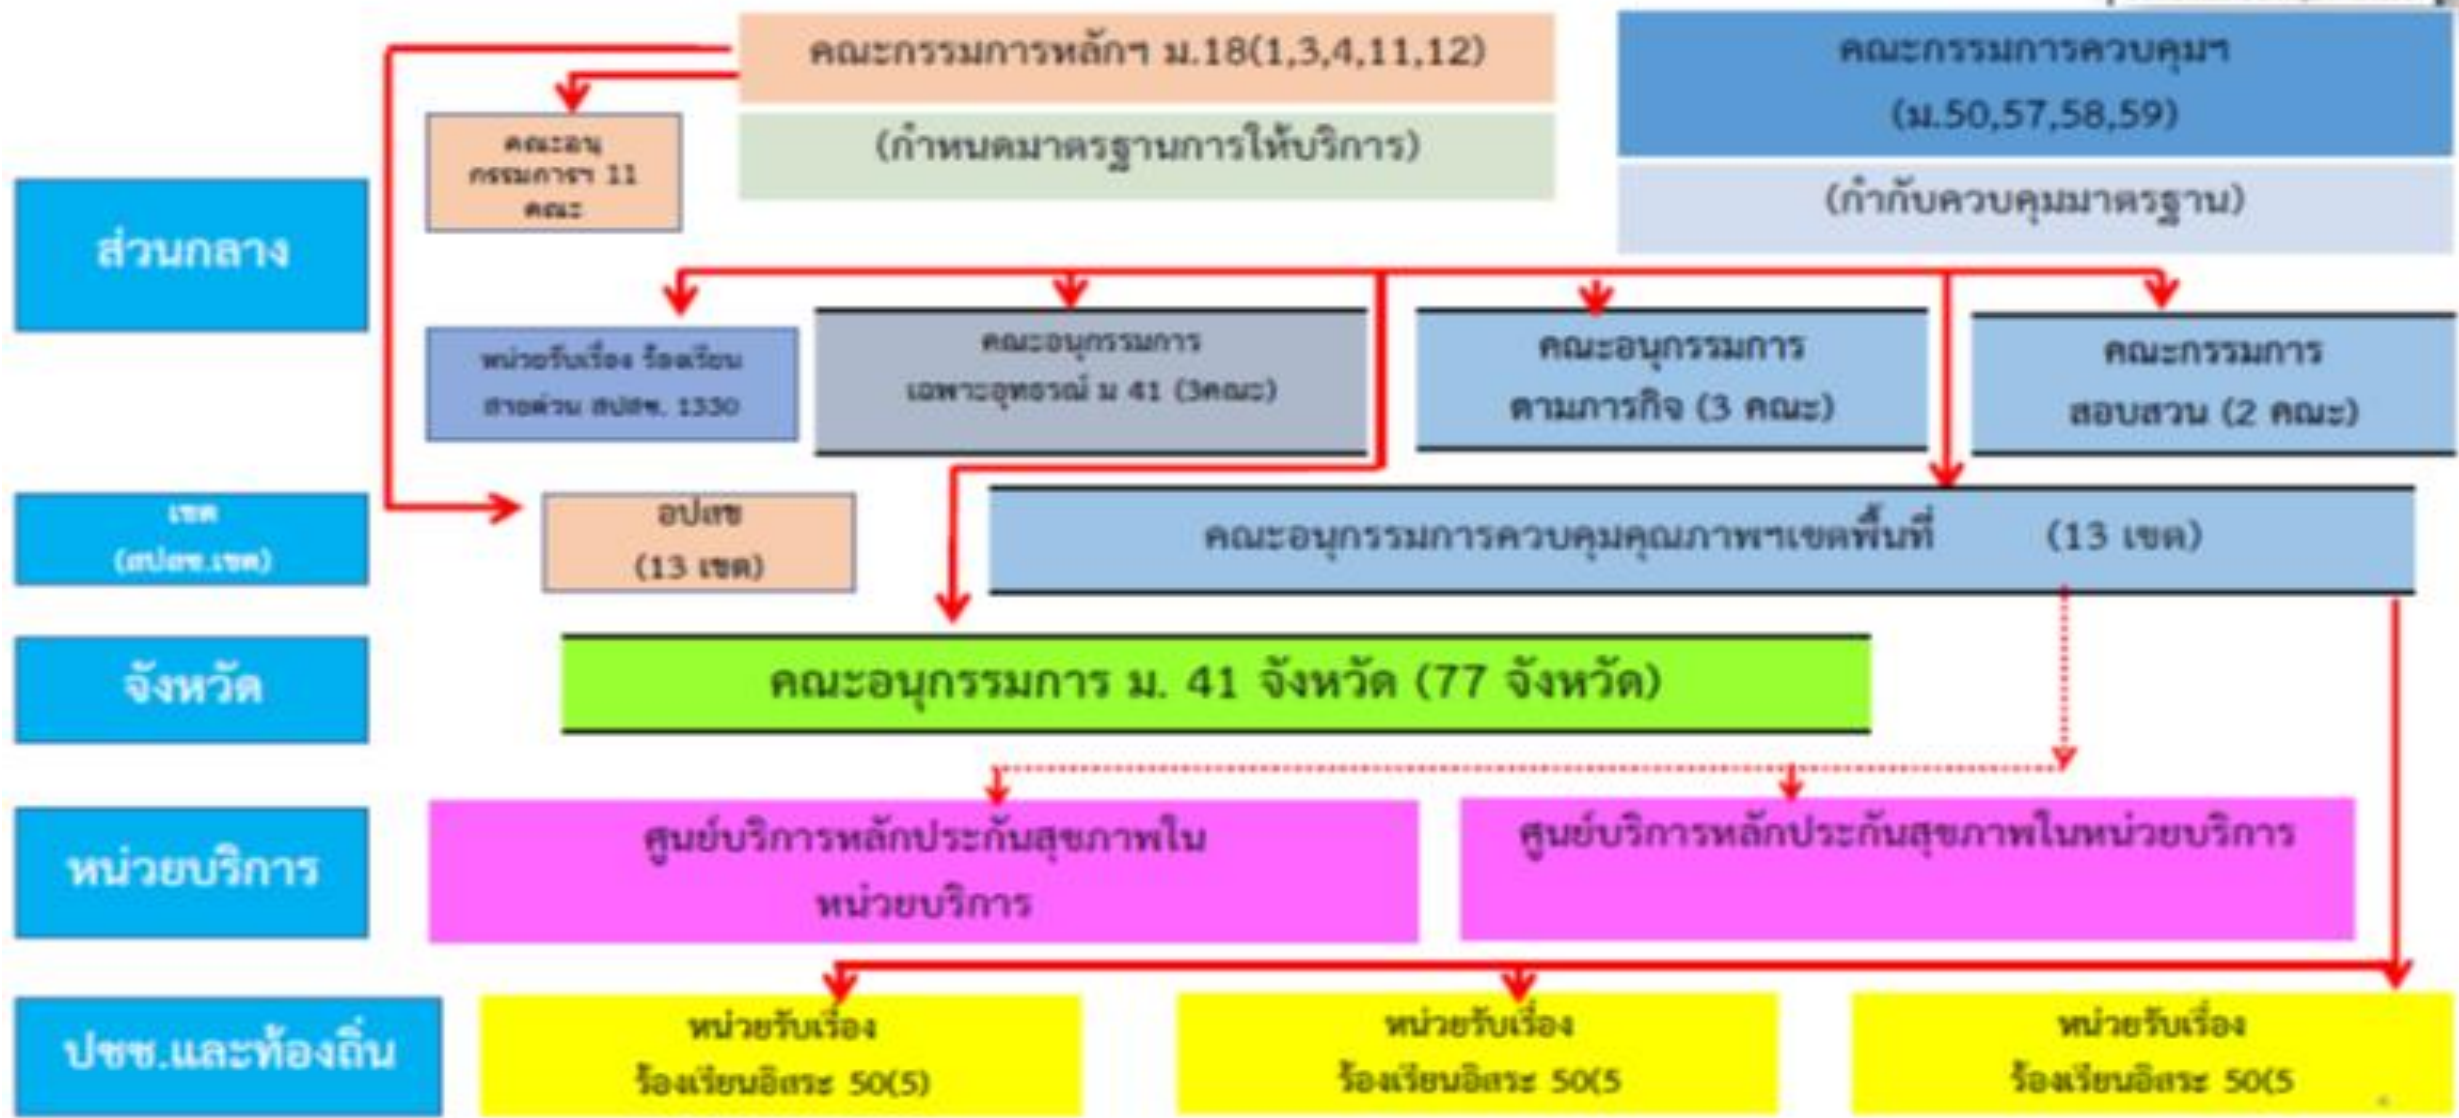 คณะกรรมการหลักฯ ม.18(1,3,4,11,12)
(กำหนดมาตรฐานการให้บริการ)
คณะกรรมการควบคุมฯ
(ม.50,57,58,59)
(กำกับควบคุมมาตรฐาน)
คณะอนุ
กรรมการฯ 11
คณะ
ส่วนกลาง
หน่วยรับเรื่อง ร้องเรียน
สายด่วน สปสช. 1330
คณะอนุกรรมการ
เฉพาะอุทธรณ์ ม 41 (3คณะ)
คณะอนุกรรมการ
ตามภารกิจ (3 คณะ)
คณะกรรมการ
สอบสวน (2 คณะ)
เขต
(สปสช.เขต)
อปสข
(13 เขต)
คณะอนุกรรมการควบคุมคุณภาพฯเขตพื้นที่ (13 เขต)
จังหวัด
คณะอนุกรรมการ ม. 41 จังหวัด (77 จังหวัด)
หน่วยบริการ
ศูนย์บริการหลักประกันสุขภาพใน
หน่วยบริการ
ศูนย์บริการหลักประกันสุขภาพในหน่วยบริการ
ปชช.และท้องถิ่น
หน่วยรับเรื่อง
ร้องเรียนอิสระ 50(5)
หน่วยรับเรื่อง
ร้องเรียนอิสระ 50(5
หน่วยรับเรื่อง
ร้องเรียนอิสระ 50(5